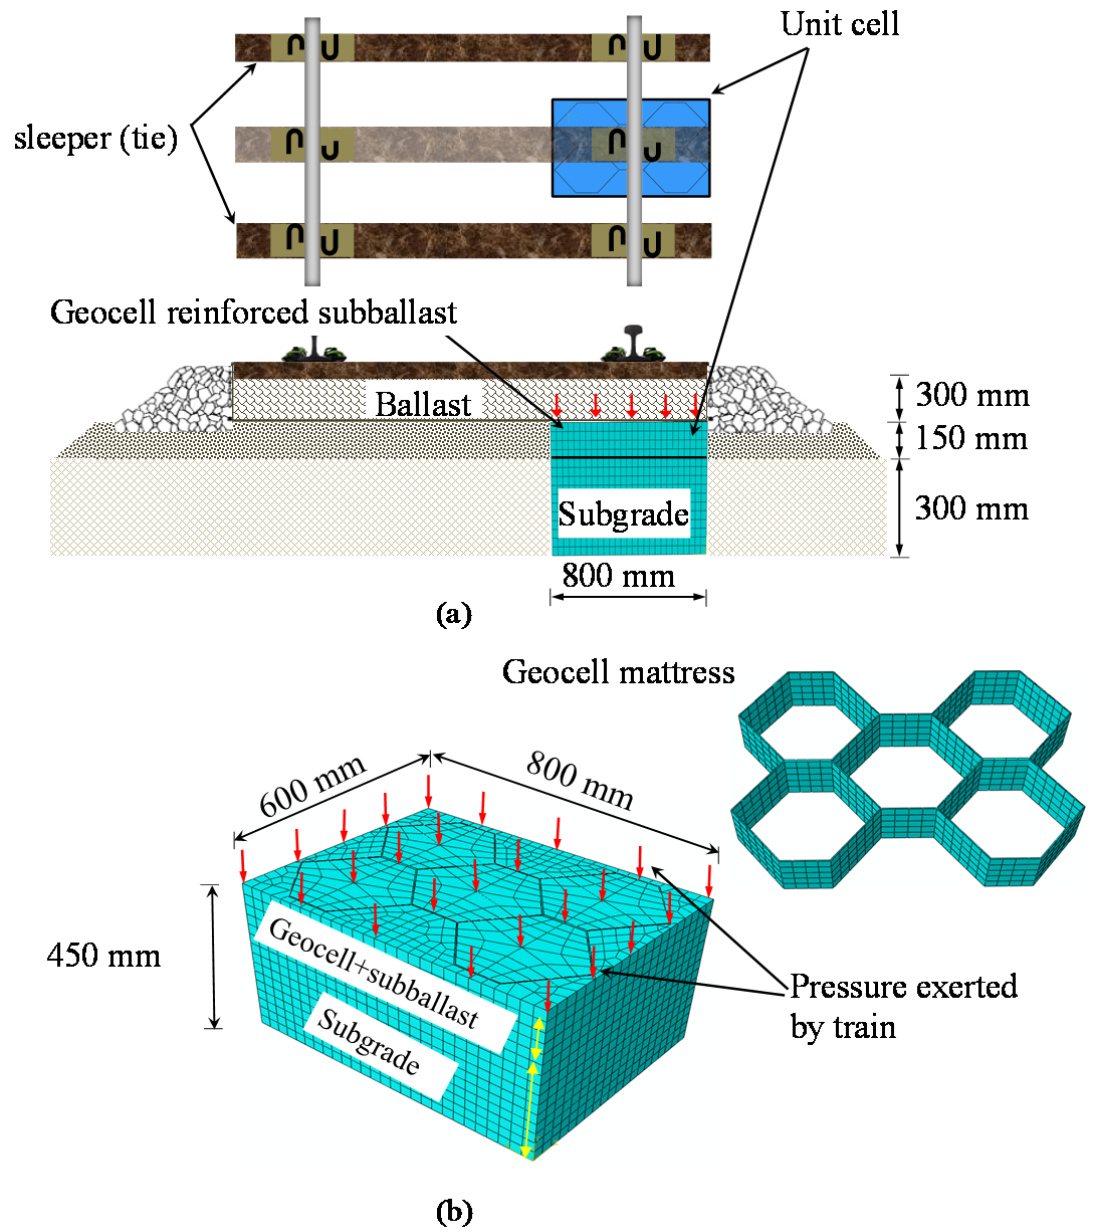 Unit cell
sleeper (tie)
Geocell reinforced subballast
Ballast
300 mm
150 mm
Subgrade
300 mm
800 mm
(a)
Geocell mattress
600 mm
800 mm
450 mm
Geocell+subballast
Subgrade
Pressure exerted
by train
(b)